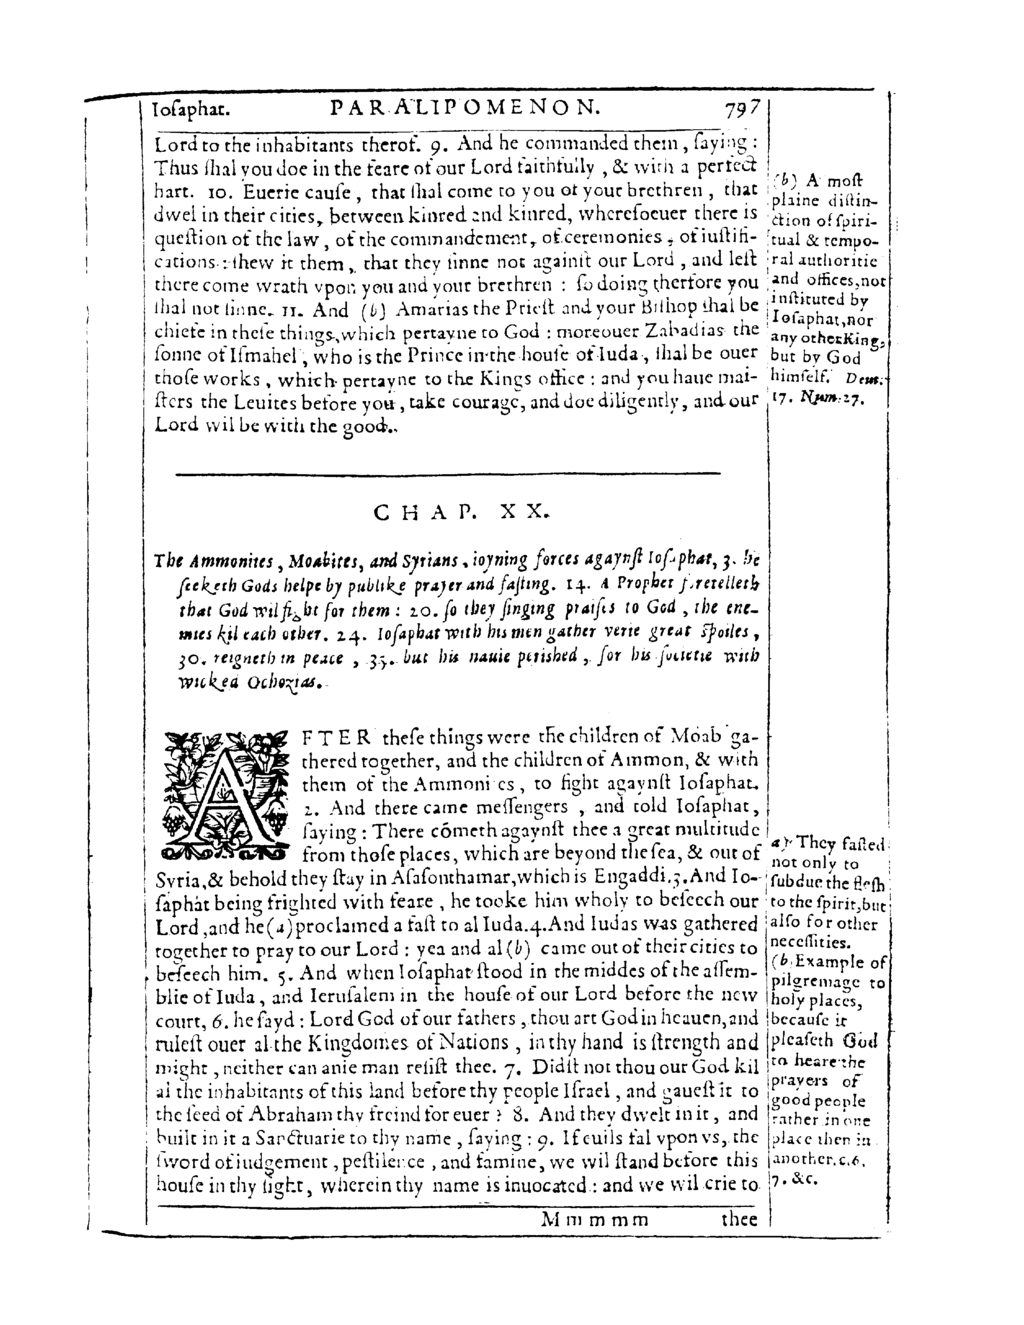 Ioſaphat. PARALIPOMENON. 797
Lord to the inhabitants therof. 9. And he commanded them, ſaying:
Thus ſhal you doe in the feare of our Lord faithfully, & with a perfect
hart. 10. Euerie cauſe, that ſhal come to you of your brethren, that
dwel in their cities, between kinred and kinred, wherſoeuer there is
queſtion of the law, of the commandement, of ceremonies, of iuſtifi-
cations: ſhew it them, that they ſinne not againſt our Lord, and leſt
there come wrath vpon you and your brethren: ſo doing therfore you
ſhal not ſinne. 11. And (b) Amarias the Prieſt and your Biſhop ſhal be
chiefe in theſe things, which pertayne to God: moreouer Zabadias the
ſonne of Iſmahel, who is the Prince in the houſe of Iuda, ſhal be ouer
thoſe works, which pertayne to the Kings office: and you haue mai-
ſters the Leuites before you, take courage, and doe diligently, and our
Lord wil be with the good.
(b) A moſt
plaine diſtin-
ction of ſpiri-
tual & tempo-
ral authoritie
and offices, not
inſtituted by
Ioſaphat, nor
any other King,
but by God
himſelf. Deut.
17. Num. 27.
CHAP. XX.
The Ammonites, Moabites, and Syrians, ioyning forces agaynſt Ioſaphat, 3. he
ſeeketh Gods helpe by publike prayer and faſting. 14. A Prophet foretelleth
that God wil fight for them: 20. ſo they ſinging praiſes to God, the ene-
mies kil each other. 24. Ioſaphat with his men gather verie great ſpoiles,
30. reigneth in peace, 35. but his nauie perished, for his ſocietie with
wicked Ochozias.
AFTER theſe things were the children of Moab ga-
thered together, and the children of Ammon, & with
them of the Ammonites, to fight agaynſt Ioſaphat.
2. And there came meſſengers, and told Ioſaphat,
ſaying: There cōmeth agaynſt thee a great multitude
from thoſe places, which are beyond the ſea, & out of
Syria, & behold they ſtay in Aſaſonthamar, which is Engaddi. 3. And Io-
ſaphat being frighted with feare, he tooke him wholy to beſeech our
Lord, and he (a) proclamed a faſt to al Iuda. 4. And Iudas was gathered
together to pray to our Lord: yea and al (b) came out of their cities to
beſeech him. 5. And when Ioſaphat ſtood in the middes of the aſſem-
blie of Iuda, and Ieruſalem in the houſe of our Lord before the new
court, 6. he ſayd: Lord God of our fathers, thou art God in heauen, and
ruleſt ouer al the Kingdomes of Nations, in thy hand is ſtrength and
might, neither can anie man reſiſt thee. 7. Didſt not thou our God kil
al the inhabitants of this land before thy people Iſrael, and gaueſt it to
the ſeed of Abraham thy freind for euer? 8. And they dwelt in it, and
built in it a Sanctuarie to thy name, ſaying: 9. If euils fal vpon vs, the
ſword of iudgement, peſtilence, and famine, we wil ſtand before this
houſe in thy ſight, wherein thy name is inuocated: and we wil crie to
a) They faſted
not only to
ſubdue the fleſh
to the ſpirit, but
alſo for other
neceſſities.
(b. Example of
pilgremage to
holy places,
becauſe it
pleaſeth God
to heare the
prayers of
good people
rather in one
place then in
another. c. 6.
7. &c.
Mmmmm thee